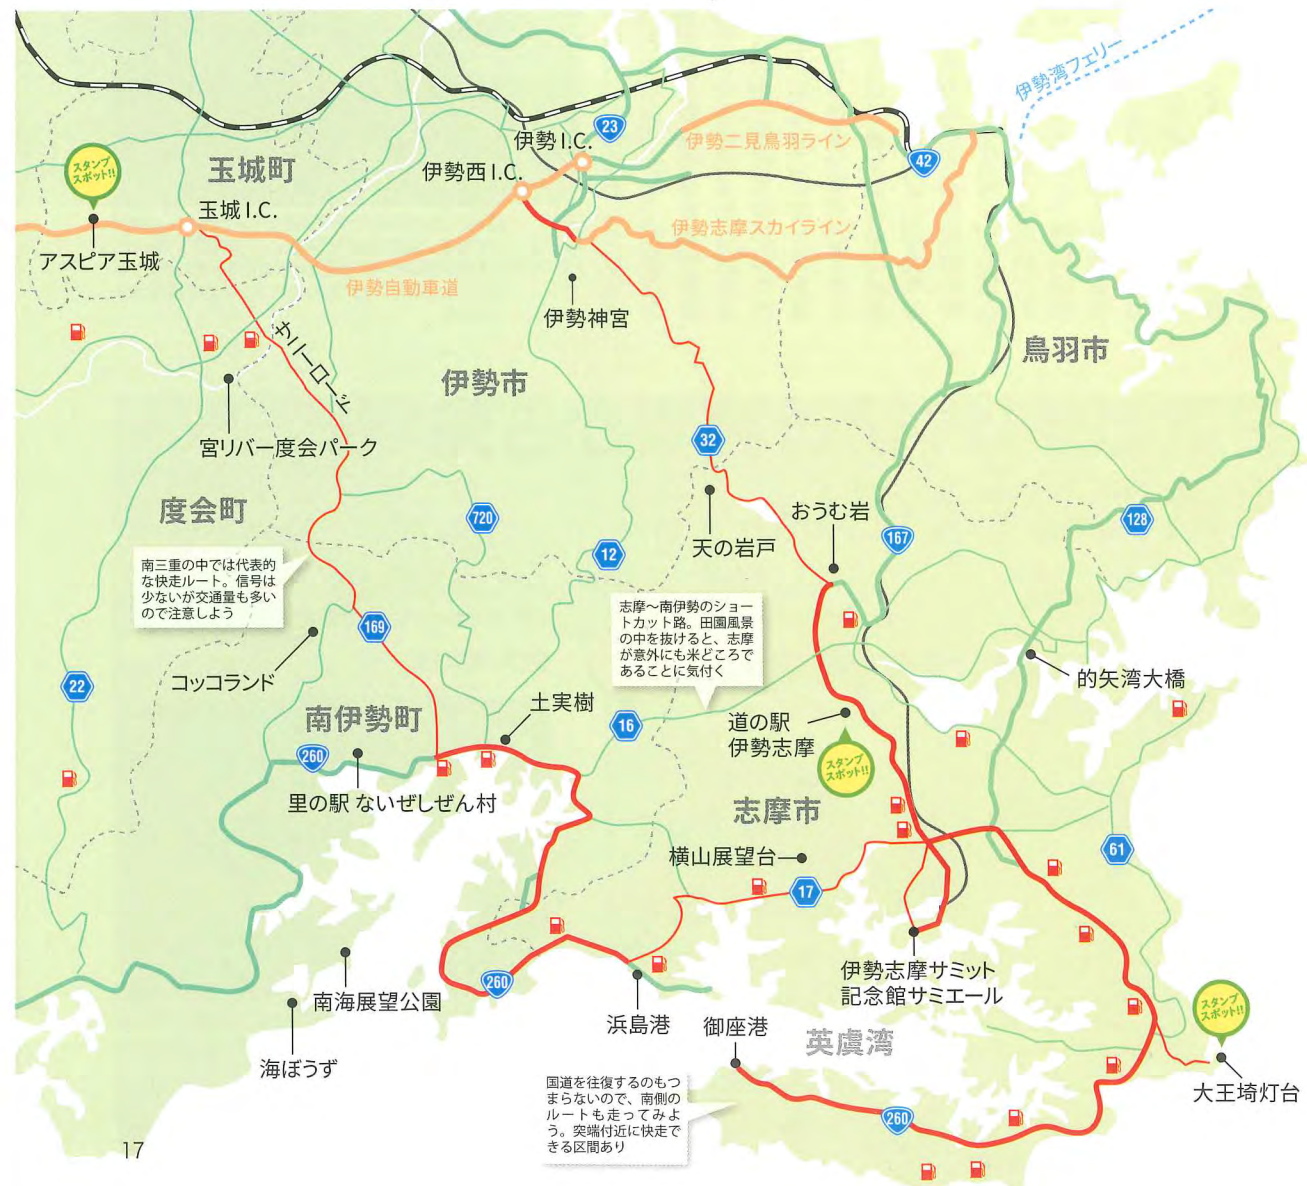 伊勢湾フェリー
23
伊勢I.C.
伊勢二見鳥羽ライン
42
スタンプ
スポット!!
玉城町
伊勢西I.C.
玉城I.C.
伊勢志摩スカイライン
アスピア玉城
伊勢自動車道
伊勢神宮
サニーロード
鳥羽市
伊勢市
宮リバー度会パーク
32
度会町
720
天の岩戸
おうむ岩
167
128
12
南三重の中では代表的
な快走ルート。信号は
少ないが交通量も多い
ので注意しよう
志摩〜南伊勢のショー
トカット路。田園風景
の中を抜けると、志摩
が意外にも米どころで
あることに気付く
169
コッコランド
22
的矢湾大橋
南伊勢町
土実樹
16
道の駅
伊勢志摩
スタンプ
スポット!!
260
里の駅 ないぜしぜん村
志摩市
横山展望台
17
61
南海展望公園
260
伊勢志摩サミット
記念館サミエール
スタンプ
スポット!!
浜島港
御座港
英虞湾
海ぼうず
大王埼灯台
国道を往復するのもつ
まらないので、南側の
ルートも走ってみよ
う。突端付近に快走で
きる区間あり
260
17